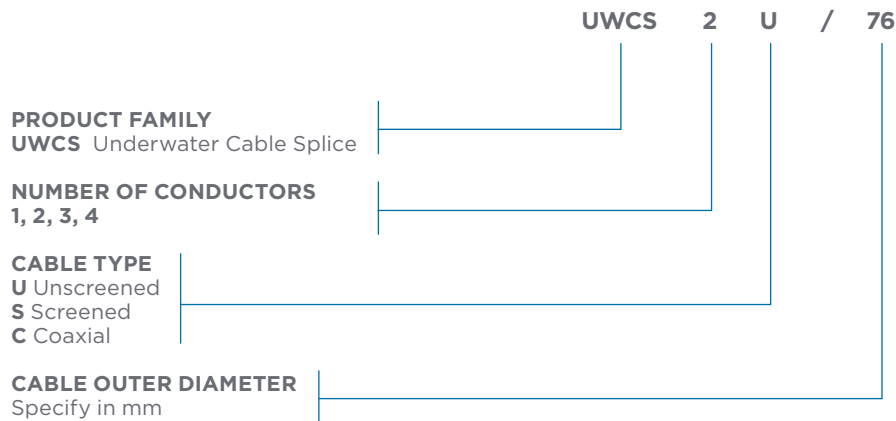 UWCS 2 U / 76
PRODUCT FAMILY
UWCS Underwater Cable Splice
NUMBER OF CONDUCTORS
1, 2, 3, 4
CABLE TYPE
U Unscreened
S Screened
C Coaxial
CABLE OUTER DIAMETER
Specify in mm